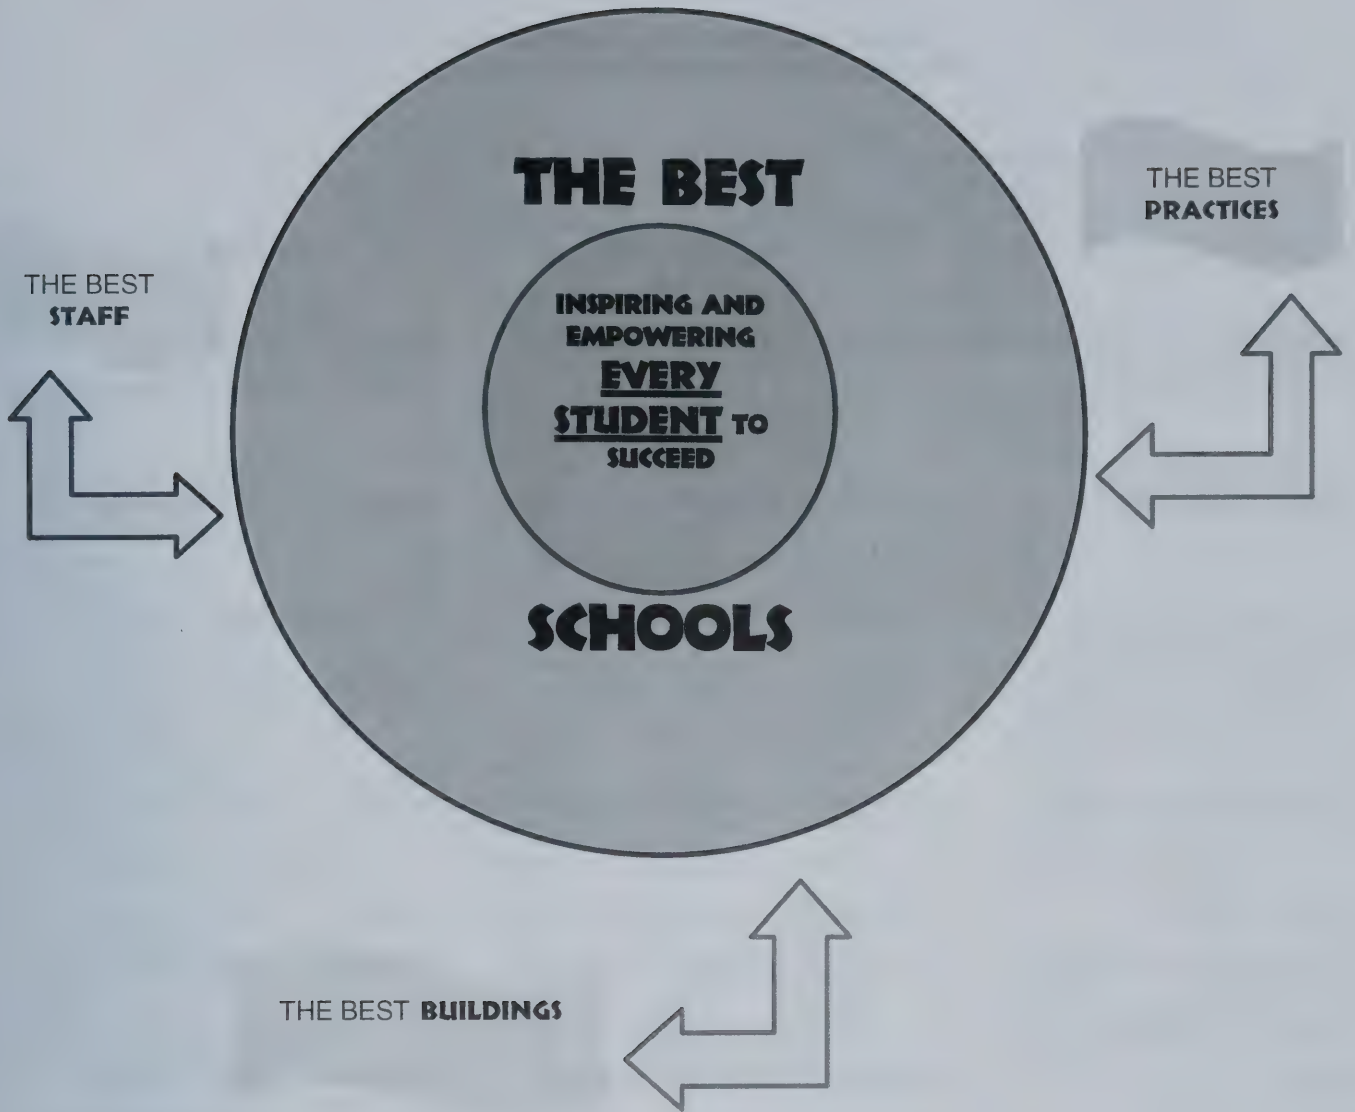 THE BEST
INSPIRING AND
EMPOWERING
EVERY
STUDENT TO
SUCCEED
SCHOOLS
THE BEST
STAFF
THE BEST
PRACTICES
THE BEST BUILDINGS